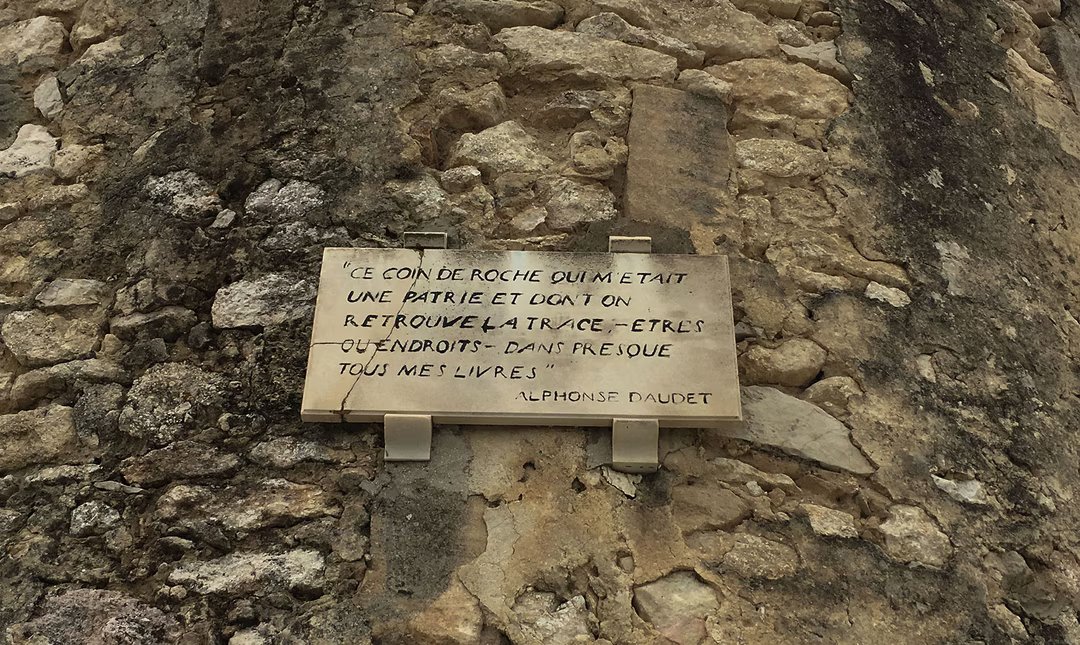 "CE COIN DE ROCHE QUI M'ETAIT
UNE PATRIE ET DONT ON
RETROUVE LA TRACE,-ETRES
OU ENDROITS- DANS PRESQUE
TOUS MES LIVRES"
ALPHONSE DAUDET